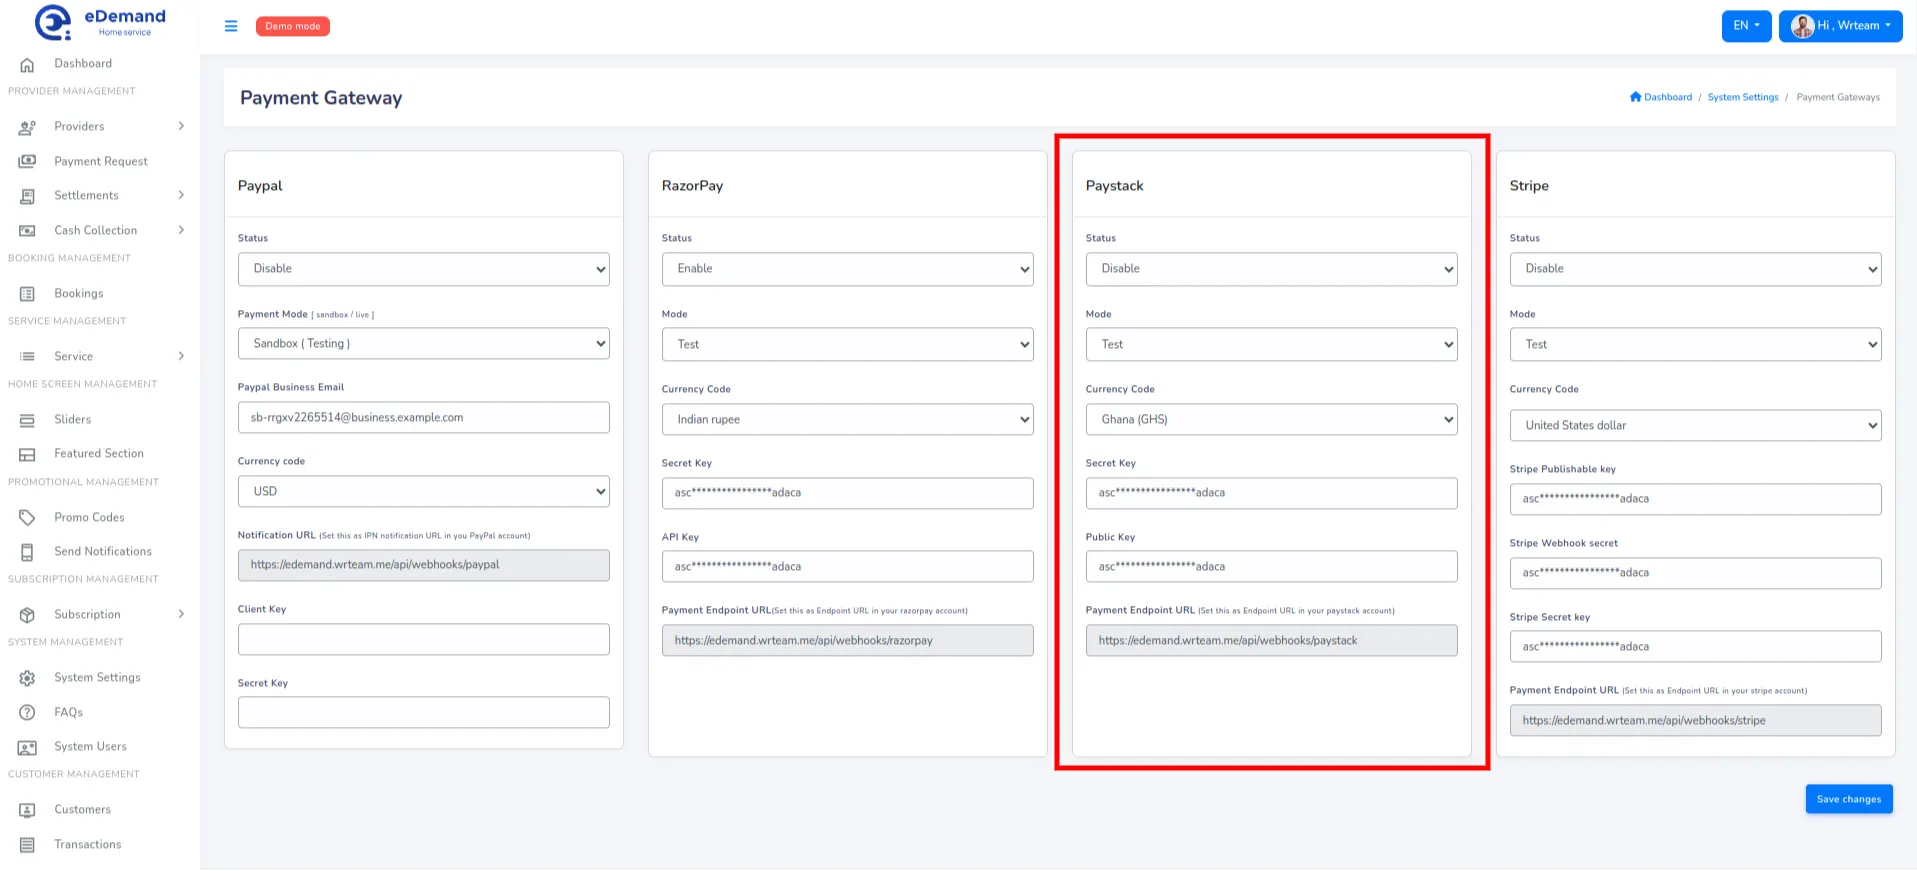 eDemand
Home service
Demo mode
EN
Hi , Wrteam
Dashboard
PROVIDER MANAGEMENT
Providers
Payment Request
Settlements
Cash Collection
BOOKING MANAGEMENT
Bookings
SERVICE MANAGEMENT
Service
HOME SCREEN MANAGEMENT
Sliders
Featured Section
PROMOTIONAL MANAGEMENT
Promo Codes
Send Notifications
SUBSCRIPTION MANAGEMENT
Subscription
SYSTEM MANAGEMENT
System Settings
FAQs
System Users
CUSTOMER MANAGEMENT
Customers
Transactions
Payment Gateway
Dashboard / System Settings / Payment Gateways
Paypal
Status
Disable
Payment Mode [ sandbox / live ]
Sandbox ( Testing )
Paypal Business Email
sb-rrgxv2265514@business.example.com
Currency code
USD
Notification URL (Set this as IPN notification URL in you PayPal account)
https://edemand.wrteam.me/api/webhooks/paypal
Client Key
Secret Key
RazorPay
Status
Enable
Mode
Test
Currency Code
Indian rupee
Secret Key
asc****************adaca
API Key
asc****************adaca
Payment Endpoint URL(Set this as Endpoint URL in your razorpay account)
https://edemand.wrteam.me/api/webhooks/razorpay
Paystack
Status
Disable
Mode
Test
Currency Code
Ghana (GHS)
Secret Key
asc****************adaca
Public Key
asc****************adaca
Payment Endpoint URL (Set this as Endpoint URL in your paystack account)
https://edemand.wrteam.me/api/webhooks/paystack
Stripe
Status
Disable
Mode
Test
Currency Code
United States dollar
Stripe Publishable key
asc****************adaca
Stripe Webhook secret
asc****************adaca
Stripe Secret key
asc****************adaca
Payment Endpoint URL (Set this as Endpoint URL in your stripe account)
https://edemand.wrteam.me/api/webhooks/stripe
Save changes